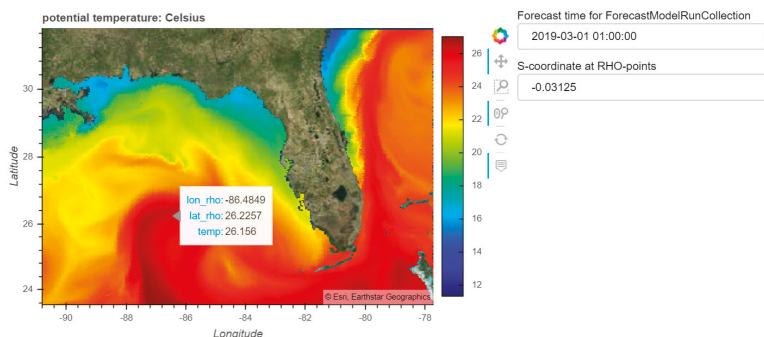 potential temperature: Celsius
Forecast time for ForecastModelRunCollection
2019-03-01 01:00:00
S-coordinate at RHO-points
-0.03125
Latitude
30
28
26
24
lon_rho: -86.4849
lat_rho: 26.2257
temp: 26.156
© Esri, Earthstar Geographics
-90
-88
-86
-84
-82
-80
-78
Longitude
26
24
22
20
18
16
14
12